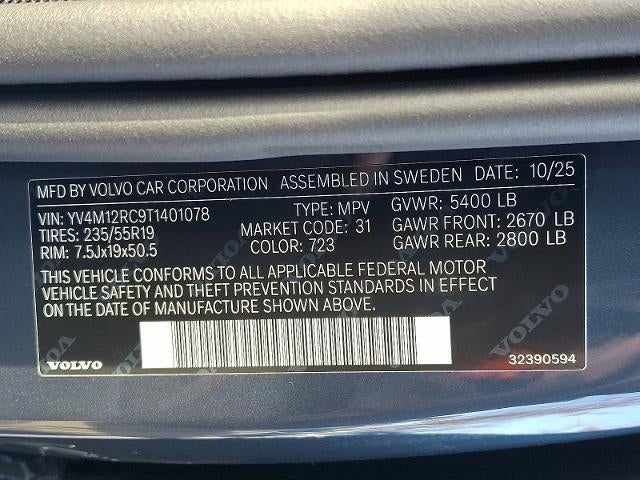 MFD BY VOLVO CAR CORPORATION ASSEMBLED IN SWEDEN DATE: 10/25
VIN: YV4M12RC9T1401078 TYPE: MPV GVWR: 5400 LB
TIRES: 235/55R19 MARKET CODE: 31 GAWR FRONT: 2670 LB
RIM: 7.5Jx19x50.5 COLOR: 723 GAWR REAR: 2800 LB
THIS VEHICLE CONFORMS TO ALL APPLICABLE FEDERAL MOTOR
VEHICLE SAFETY AND THEFT PREVENTION STANDARDS IN EFFECT
ON THE DATE OF MANUFACTURE SHOWN ABOVE.
VOLVO 32390594